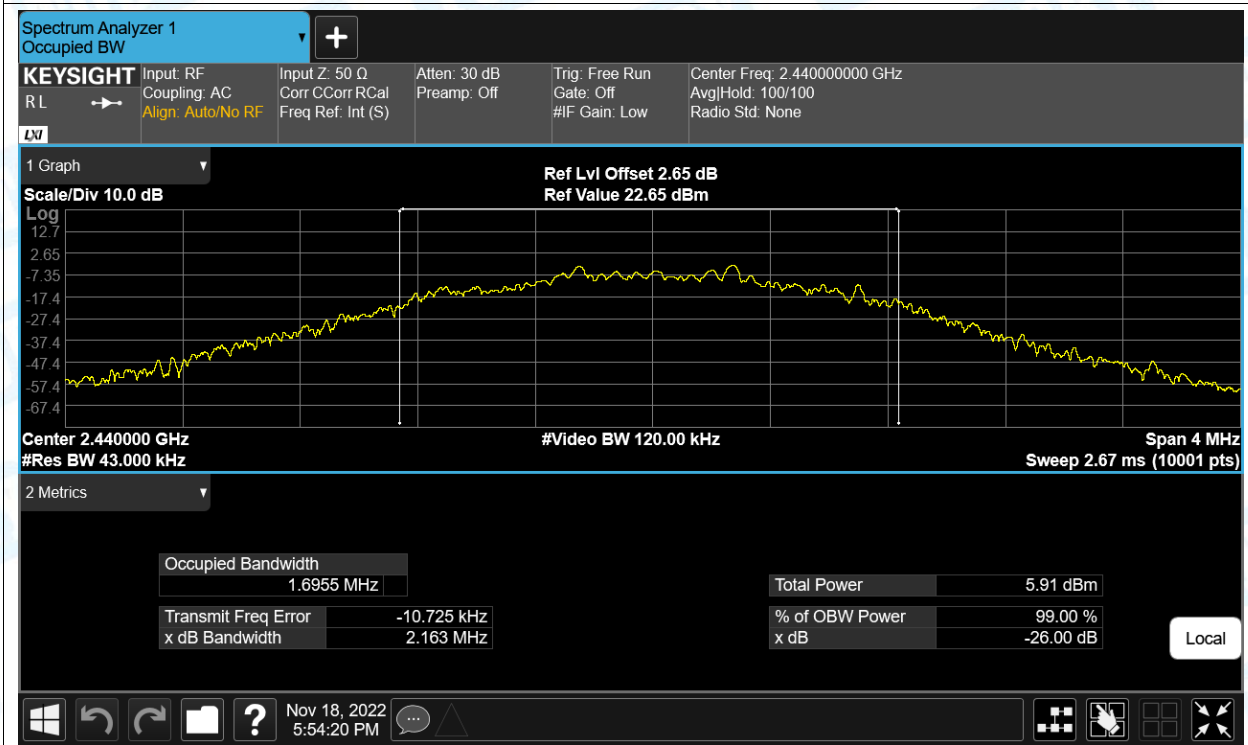 Spectrum Analyzer 1
Occupied BW
KEYSIGHT
R L
LXI
Input: RF
Coupling: AC
Align: Auto/No RF
Input Z: 50 Ω
Corr CCorr RCal
Freq Ref: Int (S)
Atten: 30 dB
Preamp: Off
Trig: Free Run
Gate: Off
#IF Gain: Low
Center Freq: 2.440000000 GHz
Avg|Hold: 100/100
Radio Std: None
1 Graph
Scale/Div 10.0 dB
Ref Lvl Offset 2.65 dB
Ref Value 22.65 dBm
Log
12.7
2.65
-7.35
-17.4
-27.4
-37.4
-47.4
-57.4
-67.4
Center 2.440000 GHz
#Res BW 43.000 kHz
#Video BW 120.00 kHz
Span 4 MHz
Sweep 2.67 ms (10001 pts)
2 Metrics
Occupied Bandwidth
1.6955 MHz
Transmit Freq Error -10.725 kHz
x dB Bandwidth 2.163 MHz
Total Power 5.91 dBm
% of OBW Power 99.00 %
x dB -26.00 dB
Local
?
Nov 18, 2022
5:54:20 PM